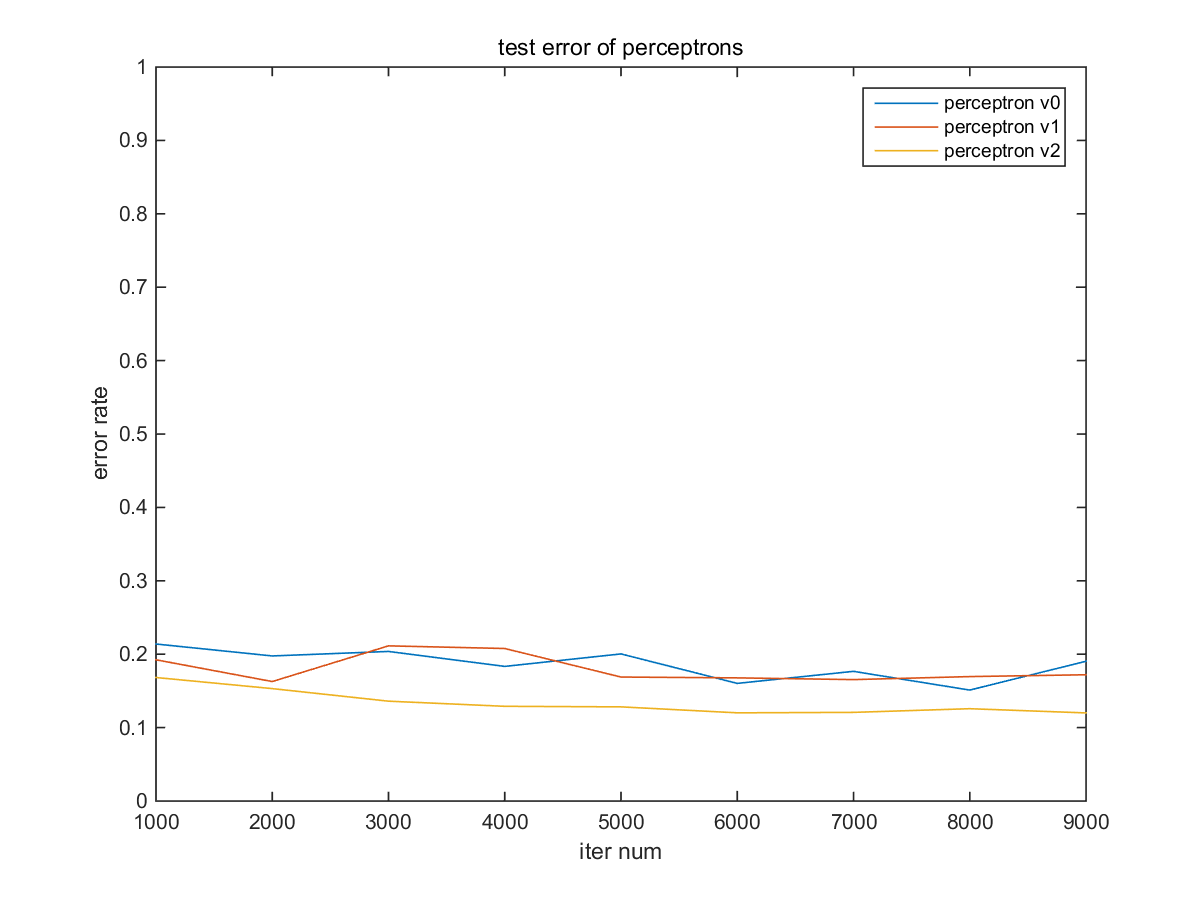 test error of perceptrons
1
0.9
0.8
0.7
0.6
0.5
0.4
0.3
0.2
0.1
0
error rate
perceptron v0
perceptron v1
perceptron v2
1000 2000 3000 4000 5000 6000 7000 8000 9000
iter num